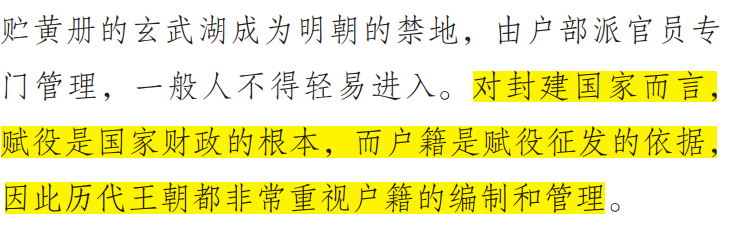 贮黄册的玄武湖成为明朝的禁地，由户部派官员专
门管理，一般人不得轻易进入。对封建国家而言，
赋役是国家财政的根本，而户籍是赋役征发的依据，
因此历代王朝都非常重视户籍的编制和管理。